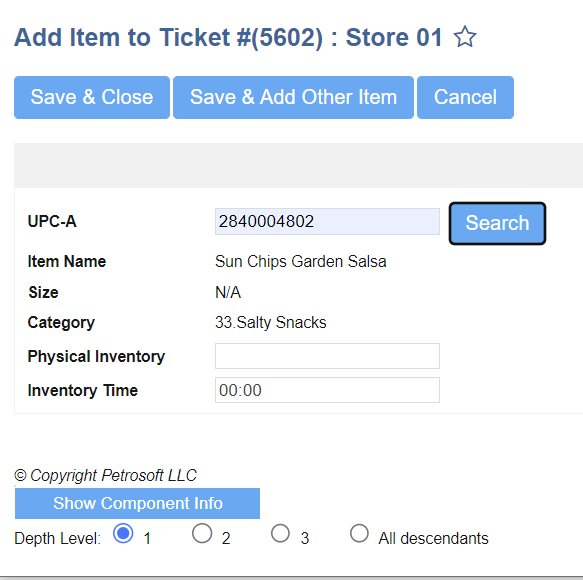 Add Item to Ticket #(5602) : Store 01
Save & Close Save & Add Other Item Cancel
UPC-A 2840004802 Search
Item Name Sun Chips Garden Salsa
Size N/A
Category 33.Salty Snacks
Physical Inventory
Inventory Time 00:00
© Copyright Petrosoft LLC
Show Component Info
Depth Level: 1 2 3 All descendants